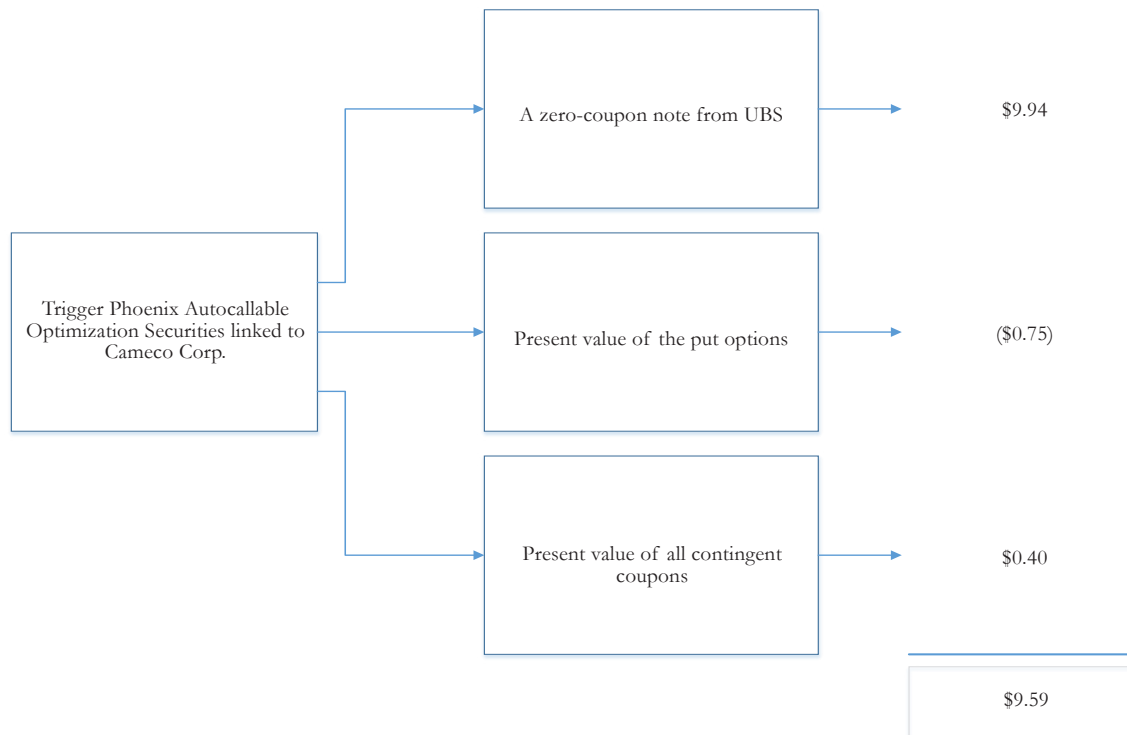 A zero-coupon note from UBS
$9.94
Trigger Phoenix Autocallable
Optimization Securities linked to
Cameco Corp.
Present value of the put options
($0.75)
Present value of all contingent
coupons
$0.40
$9.59